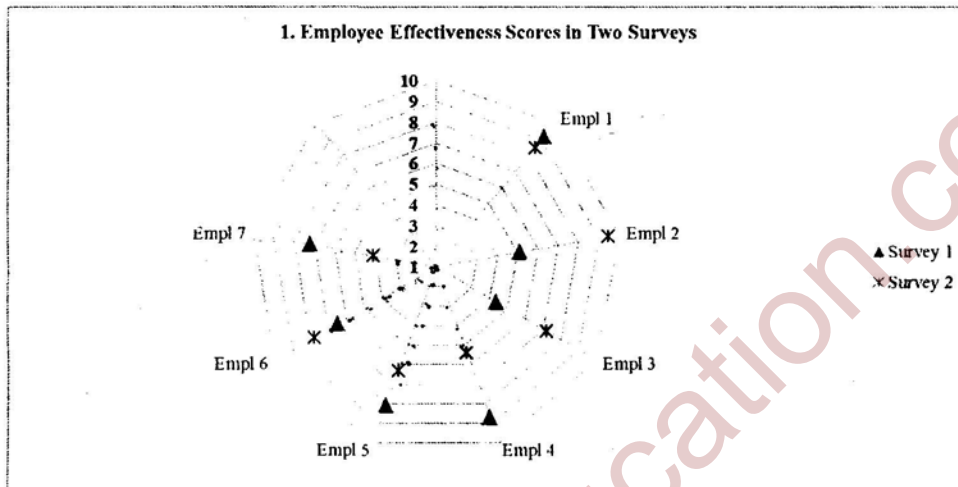 1. Employee Effectiveness Scores in Two Surveys
10
9
8
7
6
5
4
3
2
1
Empl 1
Empl 2
Empl 3
Empl 4
Empl 5
Empl 6
Empl 7
Survey 1
Survey 2